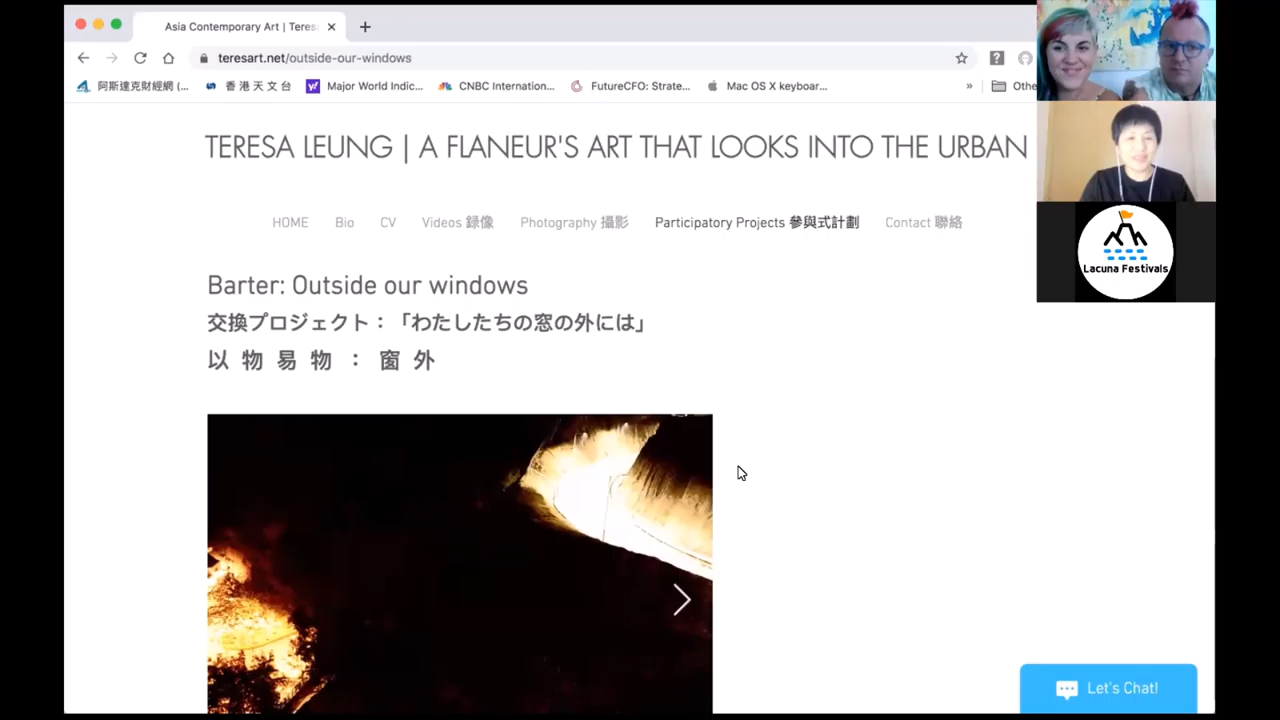 Asia Contemporary Art | Teres
teresart.net/outside-our-windows
阿斯達克財經網 (...
香港天文台
Major World Indic...
CNBC Internation...
FutureCFO: Strate...
Mac OS X keyboar...
»
Othe
TERESA LEUNG | A FLANEUR'S ART THAT LOOKS INTO THE URBAN
HOME Bio CV Videos 録像 Photography 攝影 Participatory Projects 參與式計劃 Contact 聯絡
Lacuna Festivals
Barter: Outside our windows
交換プロジェクト：「わたしたちの窓の外には」
以物易物：窗外
Let's Chat!